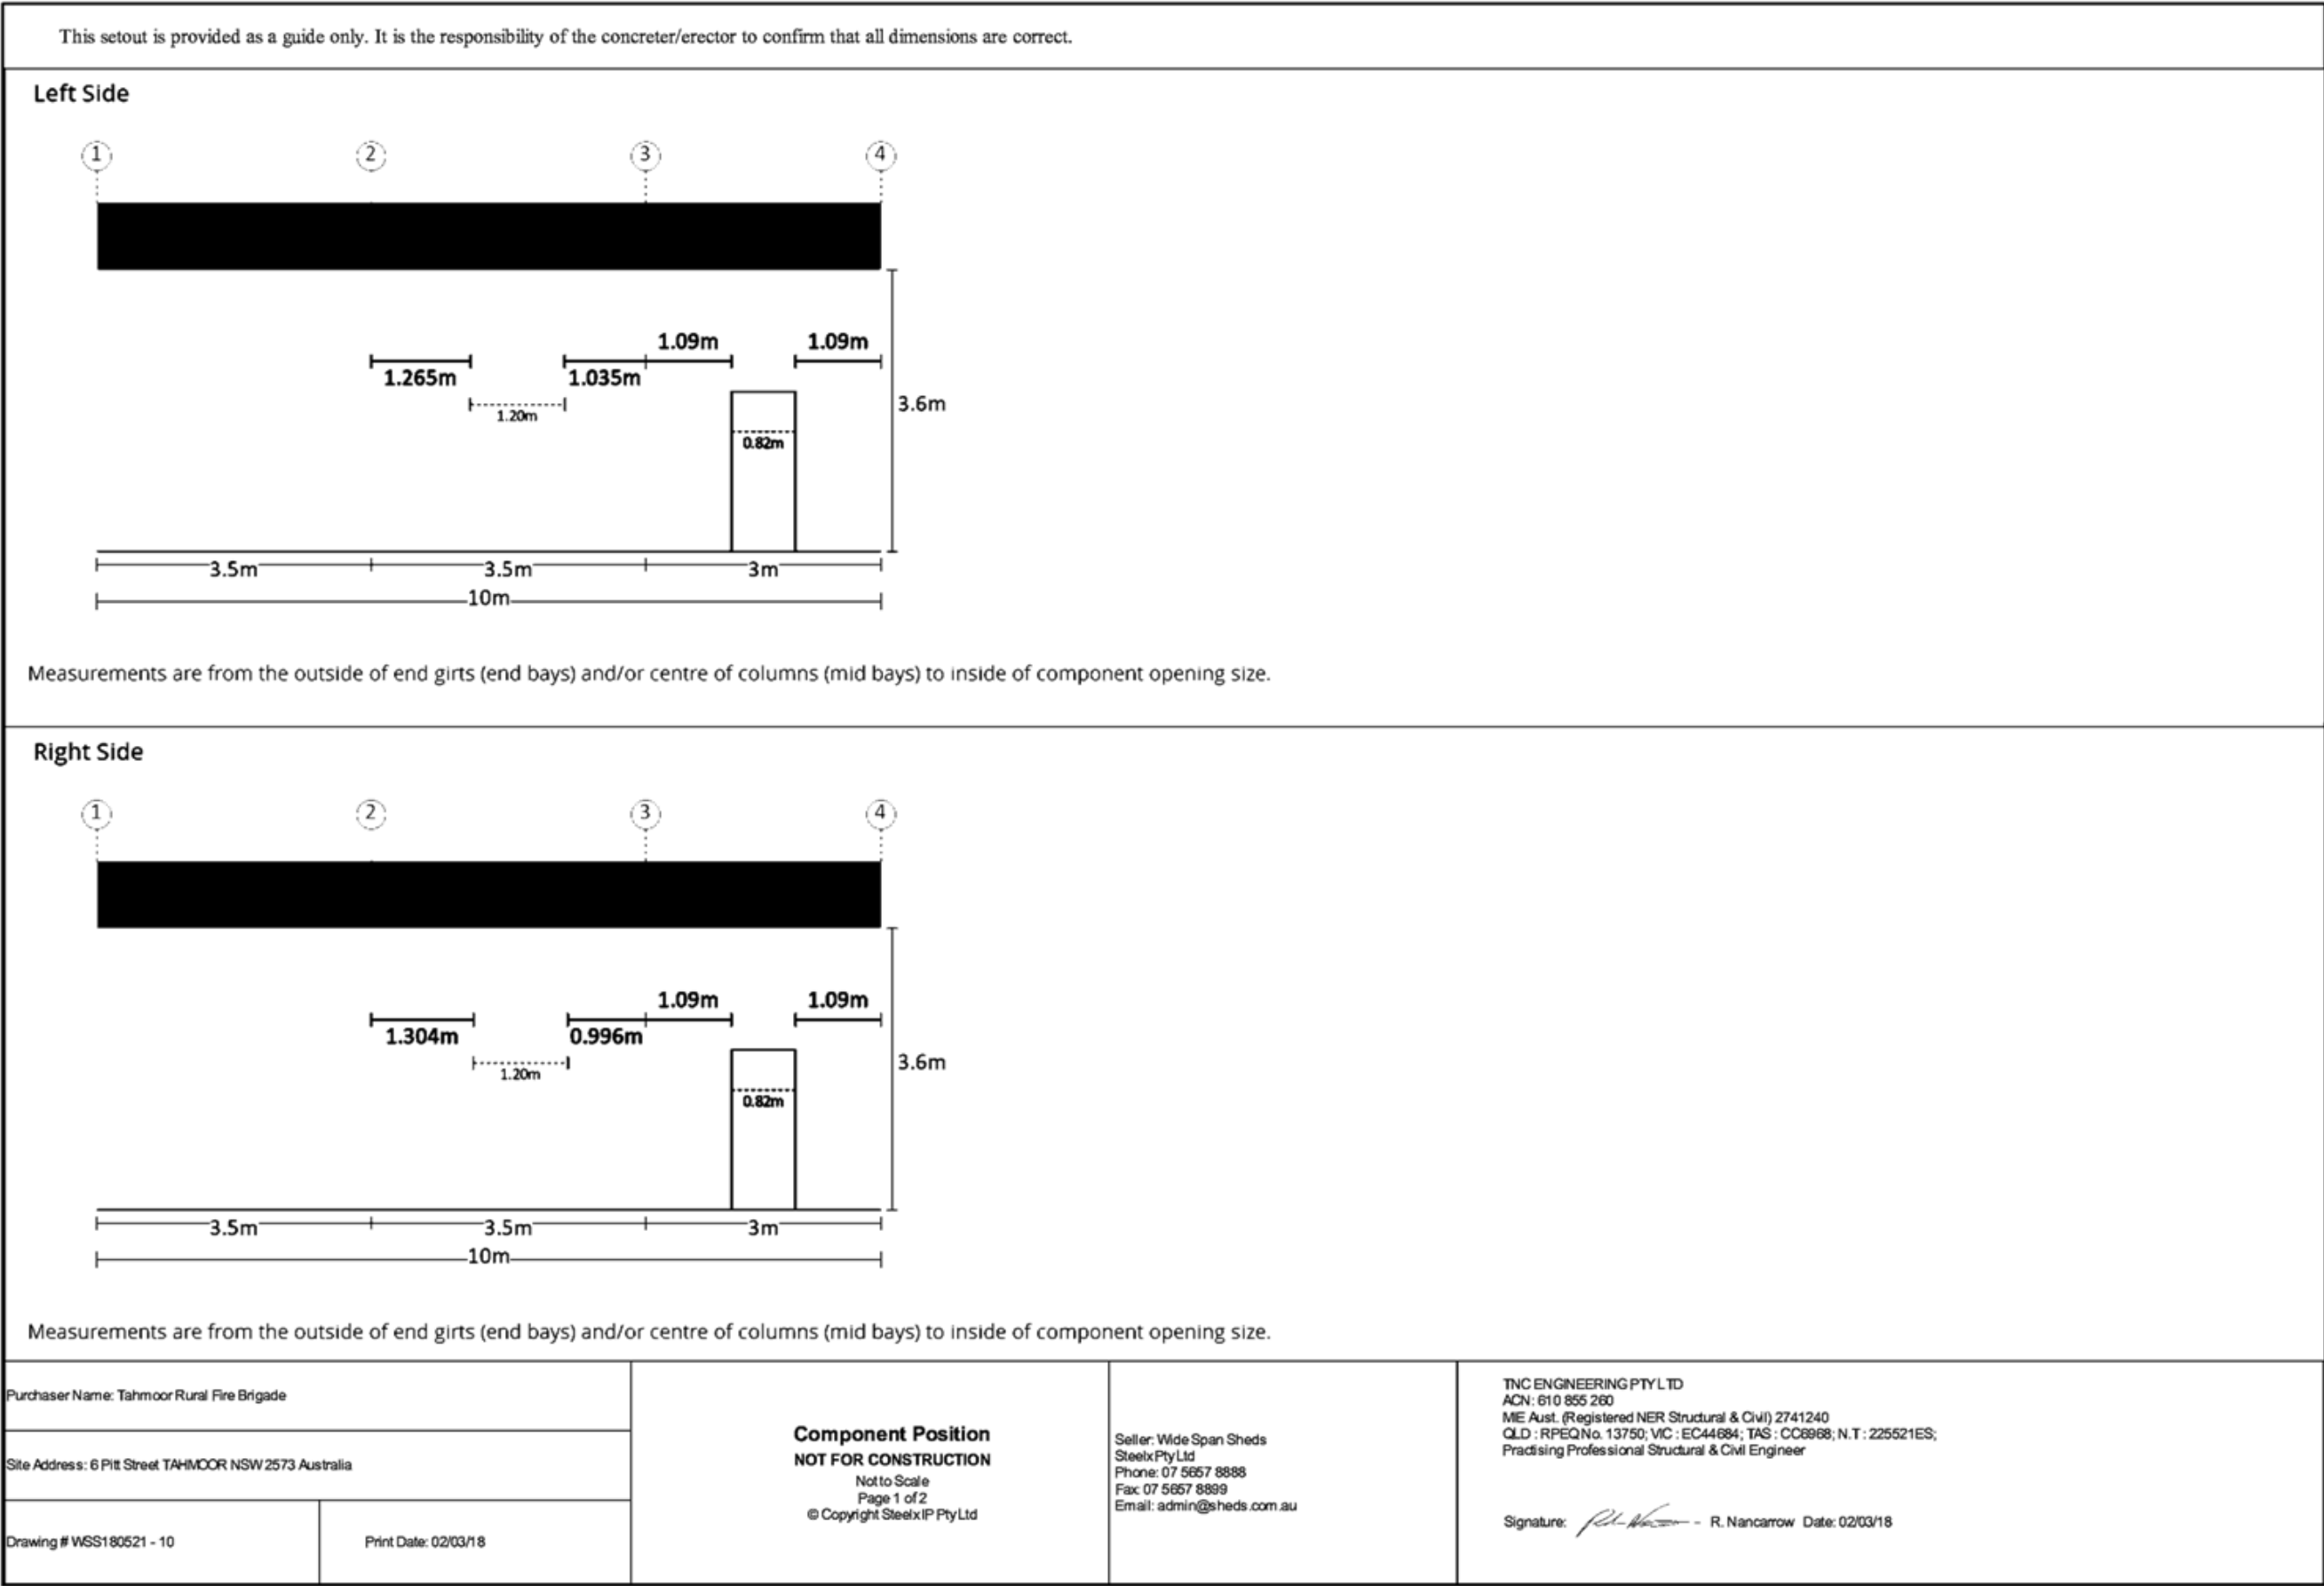 This setout is provided as a guide only. It is the responsibility of the concreter/erector to confirm that all dimensions are correct.
Left Side
1 2 3 4
1.09m 1.09m
1.265m 1.035m
1.20m
3.6m
0.82m
3.5m 3.5m 3m
10m
Measurements are from the outside of end girts (end bays) and/or centre of columns (mid bays) to inside of component opening size.
Right Side
1 2 3 4
1.09m 1.09m
1.304m 0.996m
1.20m
3.6m
0.82m
3.5m 3.5m 3m
10m
Measurements are from the outside of end girts (end bays) and/or centre of columns (mid bays) to inside of component opening size.
Purchaser Name: Tahmoor Rural Fire Brigade
Site Address: 6 Pitt Street TAHMOOR NSW 2573 Australia
Drawing # WSS180521 - 10
Print Date: 02/03/18
Component Position
NOT FOR CONSTRUCTION
Not to Scale
Page 1 of 2
© Copyright Steelx IP Pty Ltd
Seller: Wide Span Sheds
Steelx Pty Ltd
Phone: 07 5657 8888
Fax: 07 5657 8899
Email: admin@sheds.com.au
TNC ENGINEERING PTY LTD
ACN: 610 855 260
MIE Aust. (Registered NER Structural & Civil) 2741240
QLD : RPEQ No. 13750; VIC : EC44684; TAS : CC6968; N.T : 225521ES;
Practising Professional Structural & Civil Engineer
Signature: - R. Nancarrow Date: 02/03/18